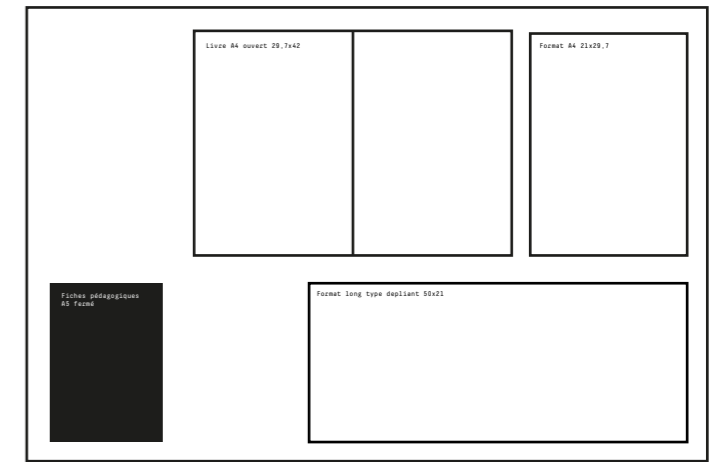 Livre A4 ouvert 29,7x42
Format A4 21x29,7
Fiches pédagogiques
A5 fermé
Format long type depliant 50x21